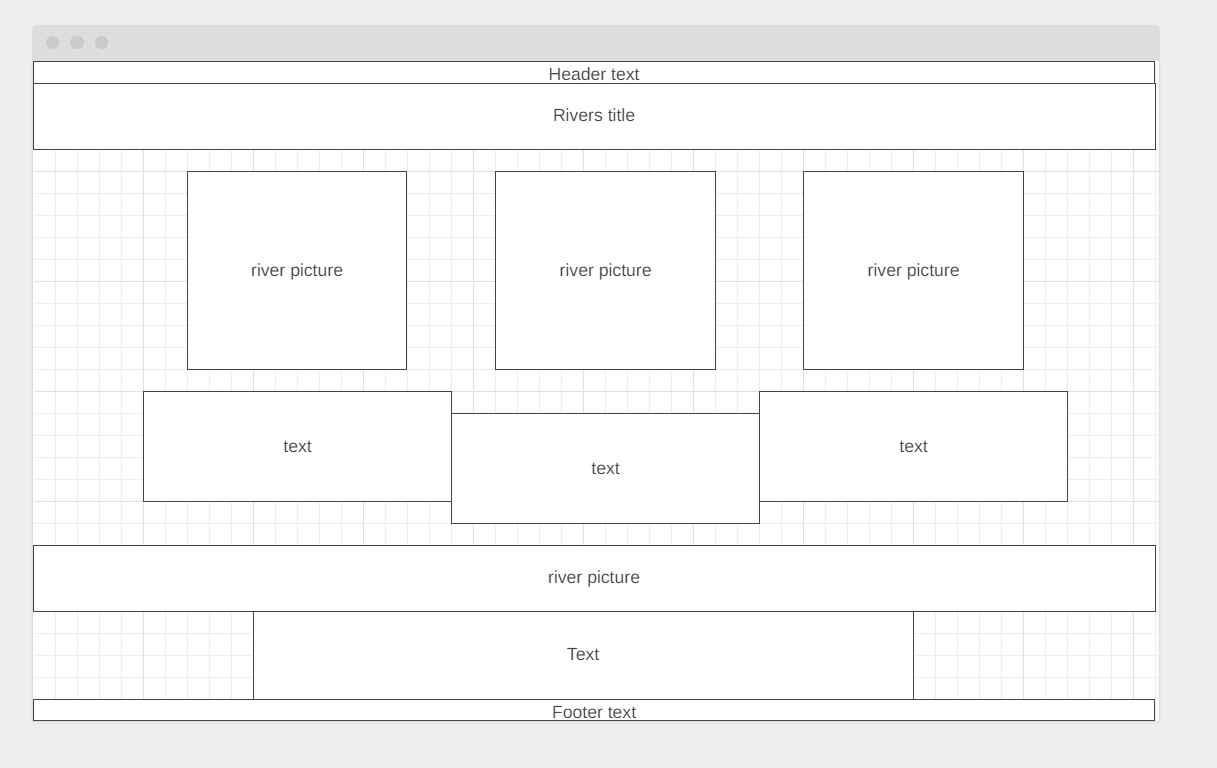 Header text
Rivers title
river picture
river picture
river picture
text
text
text
river picture
Text
Footer text